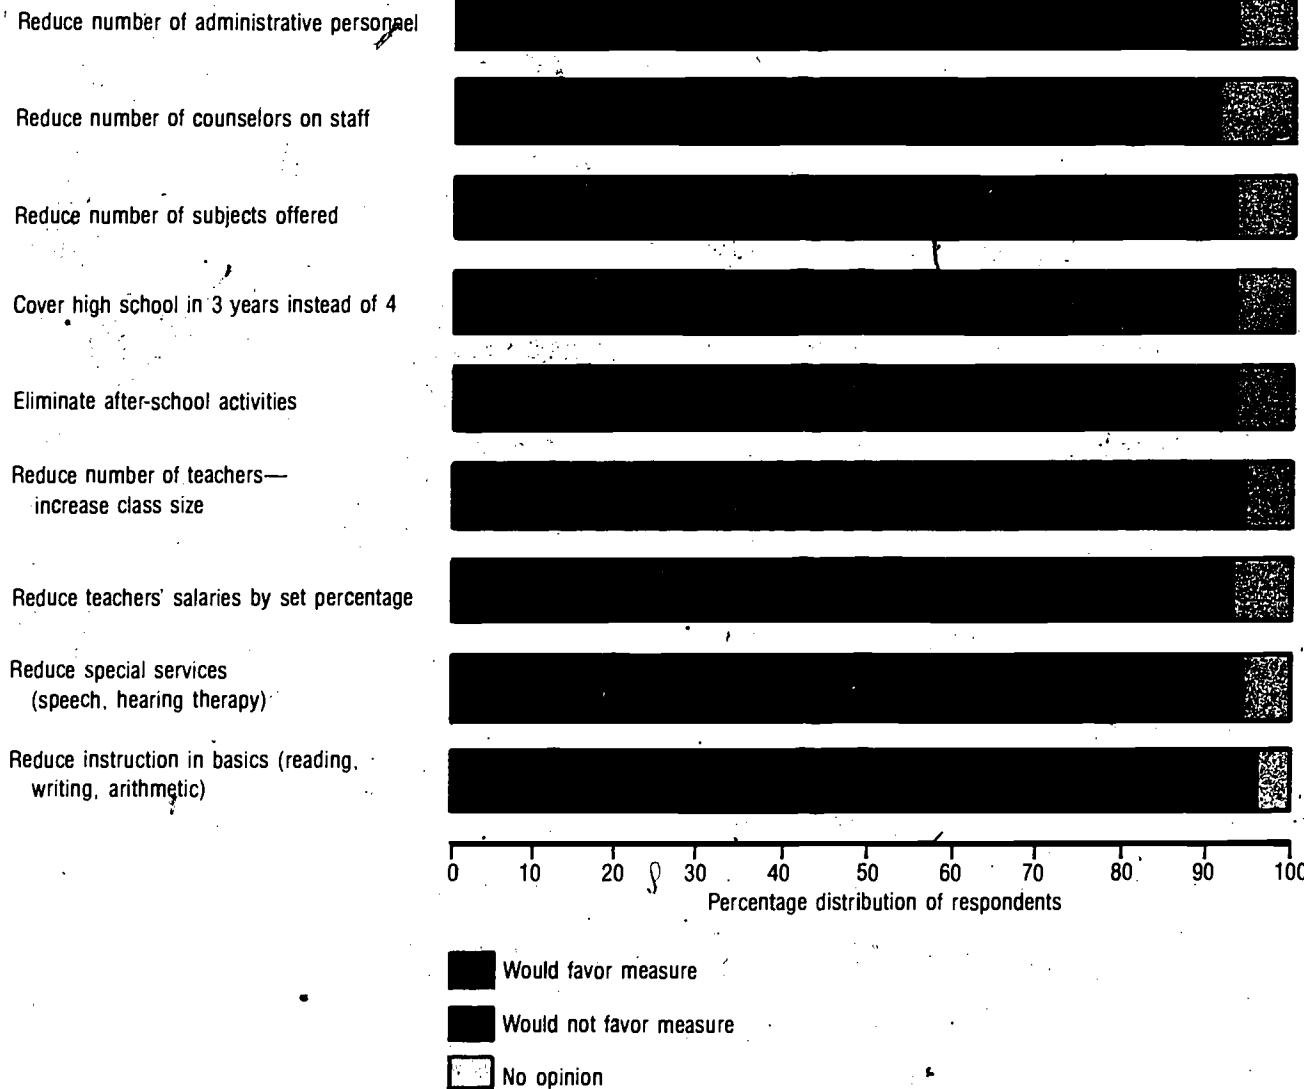 Reduce number of administrative personnel
Reduce number of counselors on staff
Reduce number of subjects offered
Cover high school in 3 years instead of 4
Eliminate after-school activities
Reduce number of teachers—
increase class size
Reduce teachers' salaries by set percentage
Reduce special services
(speech, hearing therapy)
Reduce instruction in basics (reading,
writing, arithmetic)
0 10 20 30 40 50 60 70 80 90 100
Percentage distribution of respondents
Would favor measure
Would not favor measure
No opinion